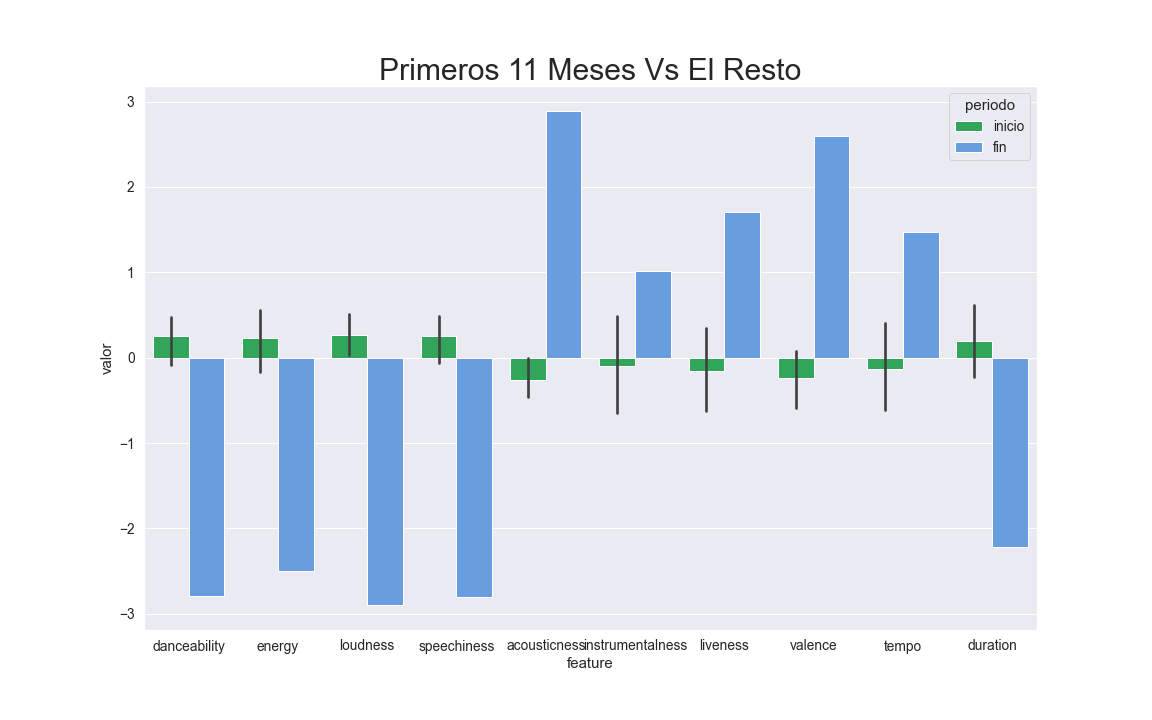 Primeros 11 Meses Vs El Resto
periodo
inicio
fin
3
2
1
0
−1
−2
−3
valor
danceability energy loudness speechiness acousticness instrumentalness liveness valence tempo duration
feature